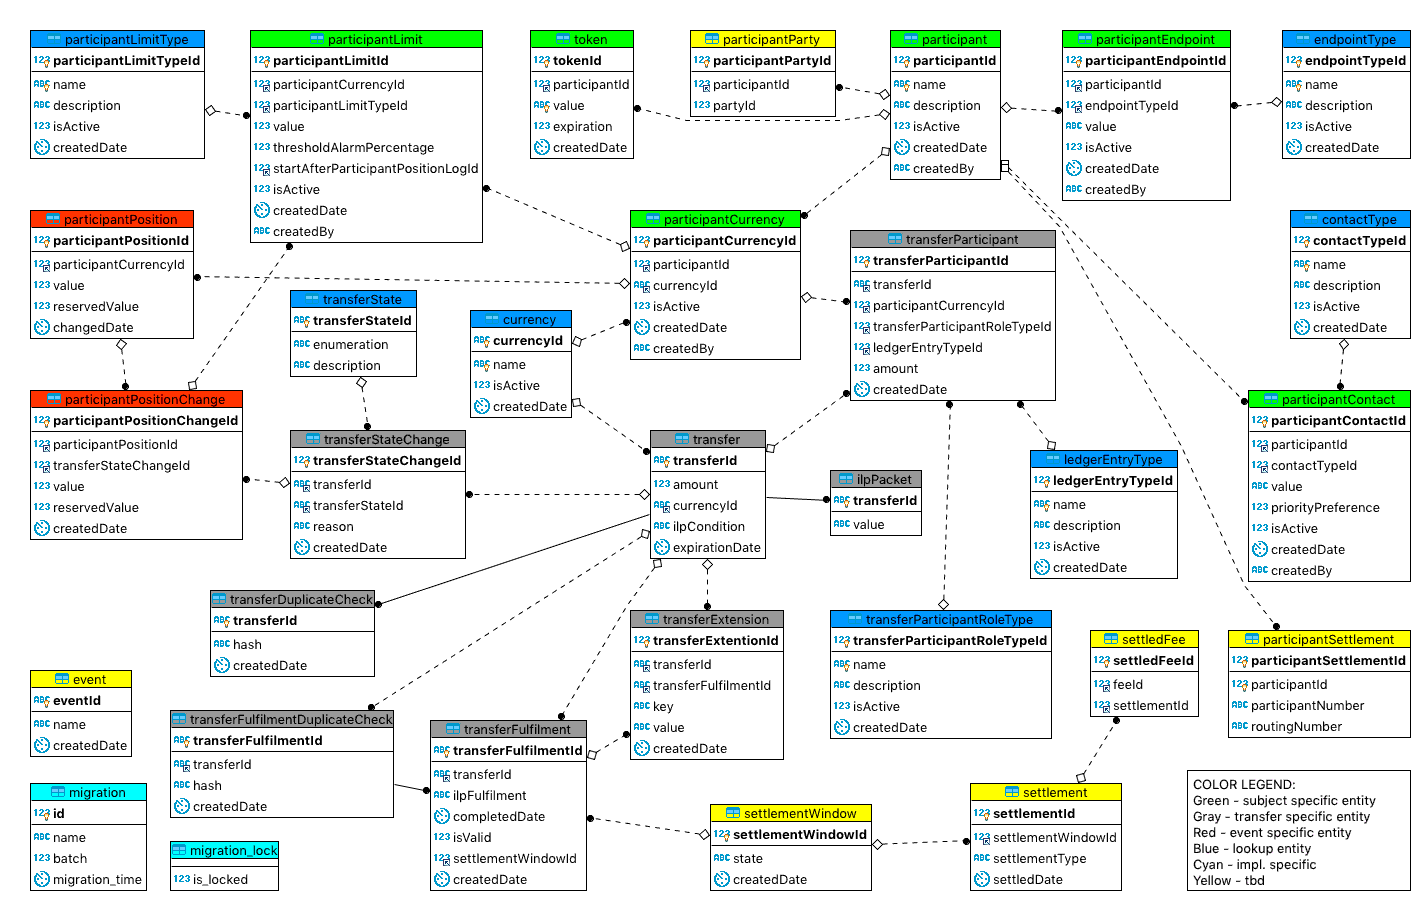 participantLimitType
participantLimitTypeId
name
description
isActive
createdDate
participantLimit
participantLimitId
participantCurrencyId
participantLimitTypeId
value
thresholdAlarmPercentage
startAfterParticipantPositionLogId
isActive
createdDate
createdBy
token
tokenId
participantId
value
expiration
createdDate
participantParty
participantPartyId
participantId
partyId
participant
participantId
name
description
isActive
createdDate
createdBy
participantEndpoint
participantEndpointId
participantId
endpointTypeId
value
isActive
createdDate
createdBy
endpointType
endpointTypeId
name
description
isActive
createdDate
participantPosition
participantPositionId
participantCurrencyId
value
reservedValue
changedDate
transferState
transferStateId
enumeration
description
currency
currencyId
name
isActive
createdDate
participantCurrency
participantCurrencyId
participantId
currencyId
isActive
createdDate
createdBy
transferParticipant
transferParticipantId
transferId
participantCurrencyId
transferParticipantRoleTypeId
ledgerEntryTypeId
amount
createdDate
contactType
contactTypeId
name
description
isActive
createdDate
participantPositionChange
participantPositionChangeId
participantPositionId
transferStateChangeId
value
reservedValue
createdDate
transferStateChange
transferStateChangeId
transferId
transferStateId
reason
createdDate
transfer
transferId
amount
currencyId
ilpCondition
expirationDate
ilpPacket
transferId
value
ledgerEntryType
ledgerEntryTypeId
name
description
isActive
createdDate
participantContact
participantContactId
participantId
contactTypeId
value
priorityPreference
isActive
createdDate
createdBy
transferDuplicateCheck
transferId
hash
createdDate
transferExtension
transferExtentionId
transferId
transferFulfilmentId
key
value
createdDate
transferParticipantRoleType
transferParticipantRoleTypeId
name
description
isActive
createdDate
settledFee
settledFeeId
feeId
settlementId
participantSettlement
participantSettlementId
participantId
participantNumber
routingNumber
event
eventId
name
createdDate
transferFulfilmentDuplicateCheck
transferFulfilmentId
transferId
hash
createdDate
transferFulfilment
transferFulfilmentId
transferId
ilpFulfilment
completedDate
isValid
settlementWindowId
createdDate
migration
id
name
batch
migration_time
migration_lock
is_locked
settlementWindow
settlementWindowId
state
createdDate
settlement
settlementId
settlementWindowId
settlementType
settledDate
COLOR LEGEND:
Green - subject specific entity
Gray - transfer specific entity
Red - event specific entity
Blue - lookup entity
Cyan - impl. specific
Yellow - tbd